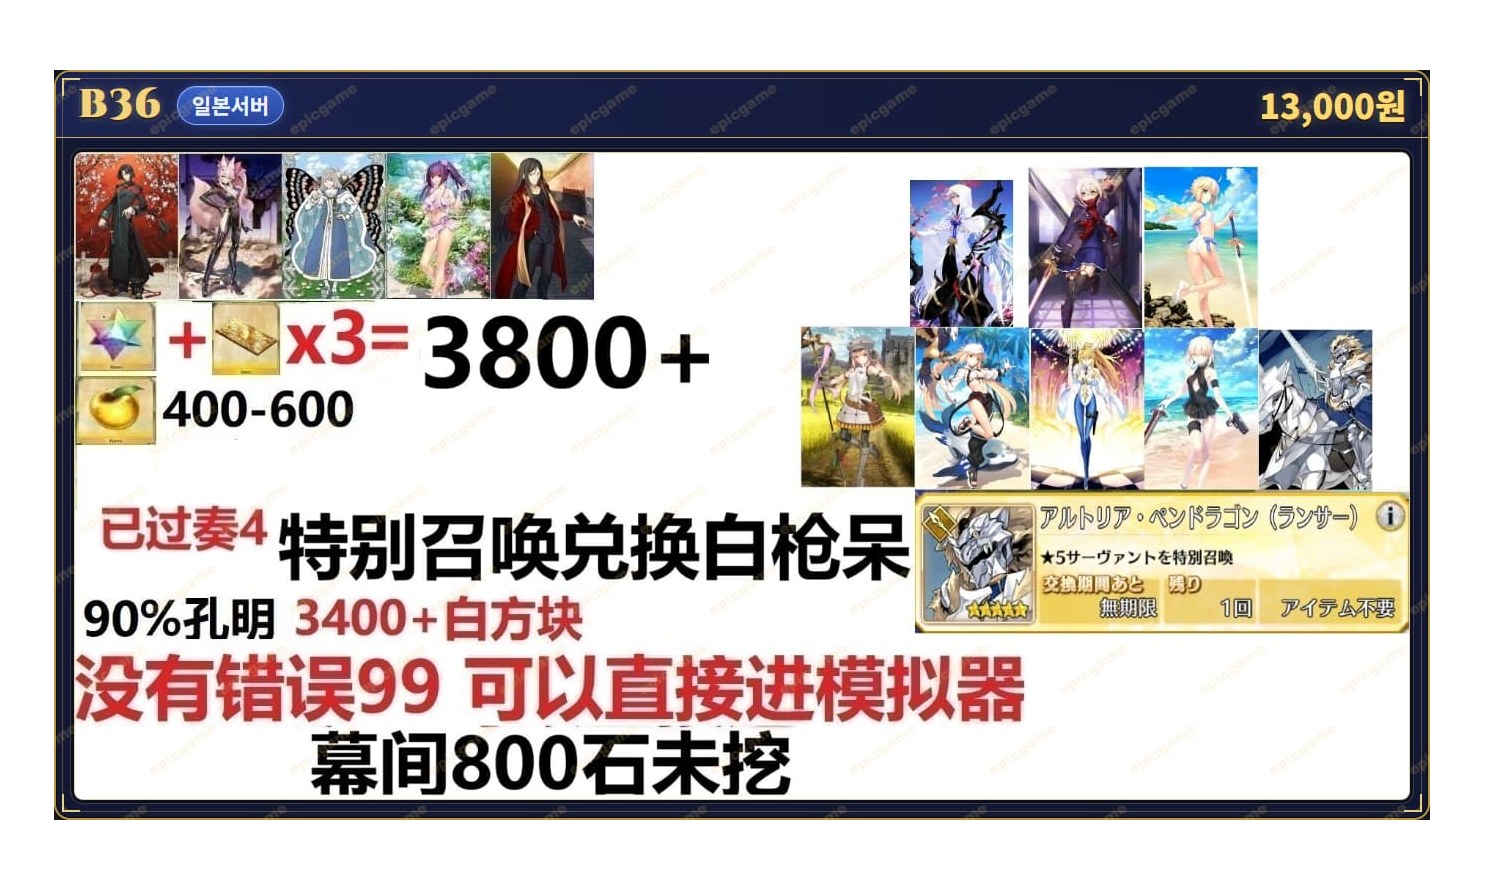 B36 일본서버 13,000원
+ x3= 3800+
400-600
已过奏4 特别召唤兑换白枪呆
アルトリア・ペンドラゴン（ランサー）
★5サーヴァントを特別召喚
交換期間あと 残り
無期限 1回 アイテム不要
90%孔明 3400+白方块
没有错误99 可以直接进模拟器
幕间800石未挖
epicgame